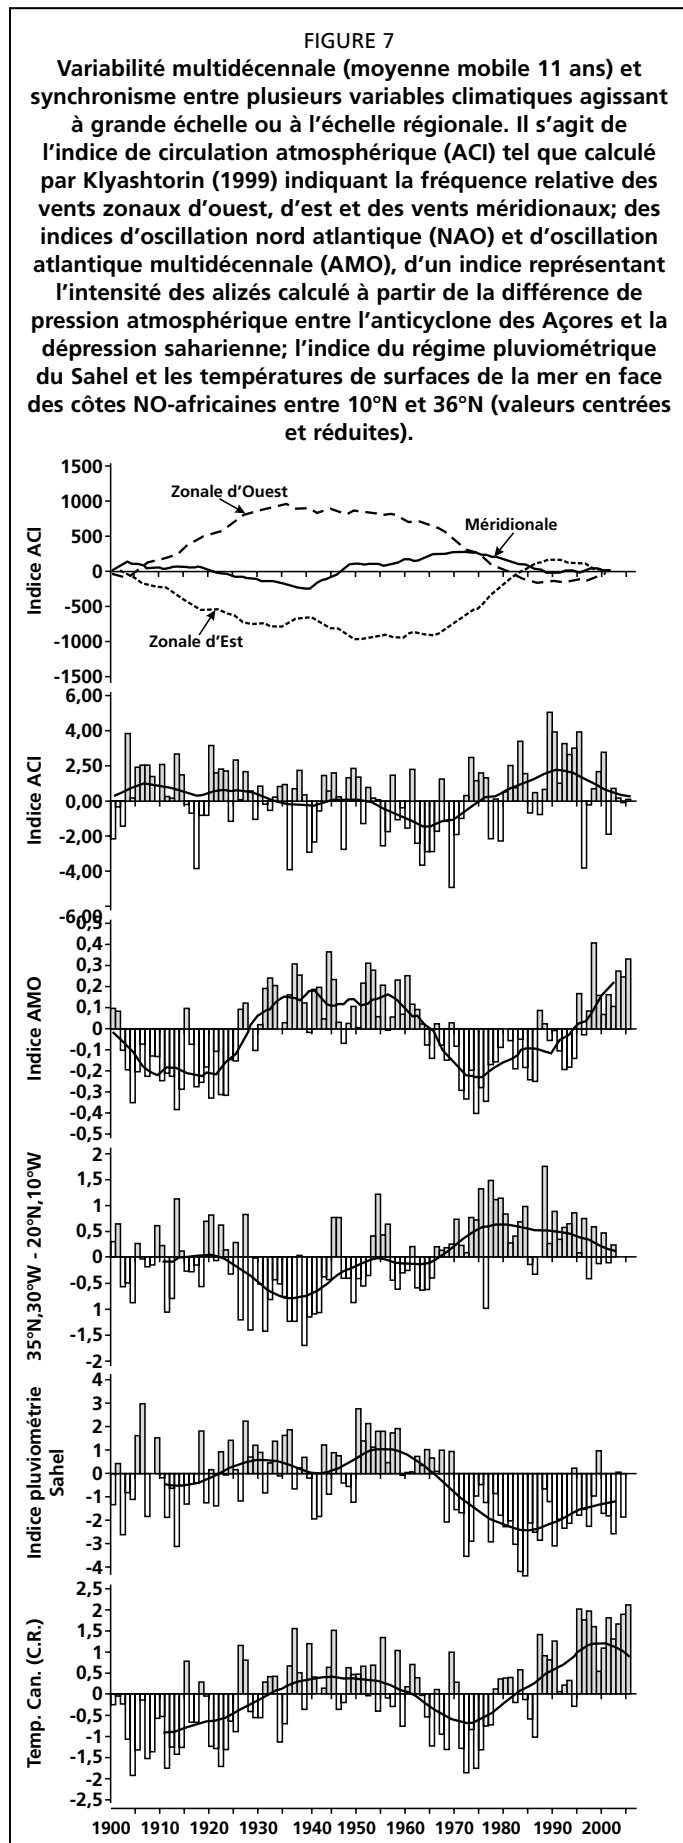 FIGURE 7
Variabilité multidécennale (moyenne mobile 11 ans) et
synchronisme entre plusieurs variables climatiques agissant
à grande échelle ou à l’échelle régionale. Il s’agit de
l’indice de circulation atmosphérique (ACI) tel que calculé
par Klyashtorin (1999) indiquant la fréquence relative des
vents zonaux d’ouest, d’est et des vents méridionaux; des
indices d’oscillation nord atlantique (NAO) et d’oscillation
atlantique multidécennale (AMO), d’un indice représentant
l’intensité des alizés calculé à partir de la différence de
pression atmosphérique entre l’anticyclone des Açores et la
dépression saharienne; l’indice du régime pluviométrique
du Sahel et les températures de surfaces de la mer en face
des côtes NO-africaines entre 10°N et 36°N (valeurs centrées
et réduites).
Indice ACI
1500
1000
500
0
-500
-1000
-1500
Zonale d’Ouest
Méridionale
Zonale d’Est
Indice ACI
6,00
4,00
2,50
0,00
-2,00
-4,00
-6,00
Indice AMO
0,5
0,4
0,3
0,2
0,1
0
-0,1
-0,2
-0,3
-0,4
-0,5
35°N,30°W - 20°N,10°W
2
1,5
1
0,5
0
-0,5
1
-1,5
-2
Indice pluviométrie
Sahel
4
3
2
1
0
-1
-2
-3
-4
Temp. Can. (C.R.)
2,5
2
1,5
1
0,5
0
-0,5
-1
-1,5
-2
-2,5
1900 1910 1920 1930 1940 1950 1960 1970 1980 1990 2000